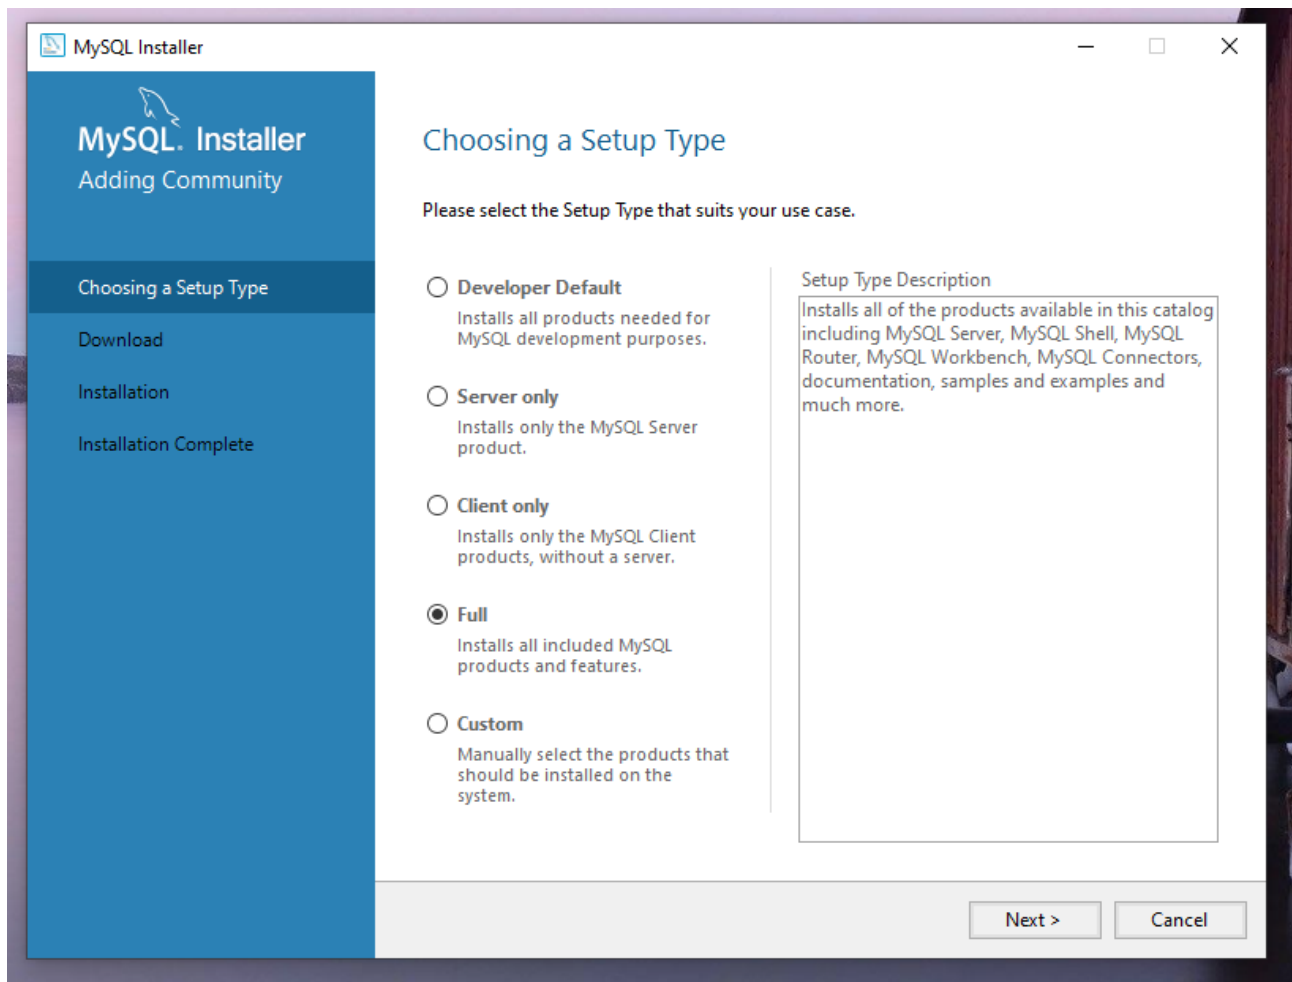 MySQL Installer
MySQL. Installer
Adding Community
Choosing a Setup Type
Download
Installation
Installation Complete
Choosing a Setup Type
Please select the Setup Type that suits your use case.
Developer Default
Installs all products needed for
MySQL development purposes.
Server only
Installs only the MySQL Server
product.
Client only
Installs only the MySQL Client
products, without a server.
Full
Installs all included MySQL
products and features.
Custom
Manually select the products that
should be installed on the
system.
Setup Type Description
Installs all of the products available in this catalog
including MySQL Server, MySQL Shell, MySQL
Router, MySQL Workbench, MySQL Connectors,
documentation, samples and examples and
much more.
Next >
Cancel